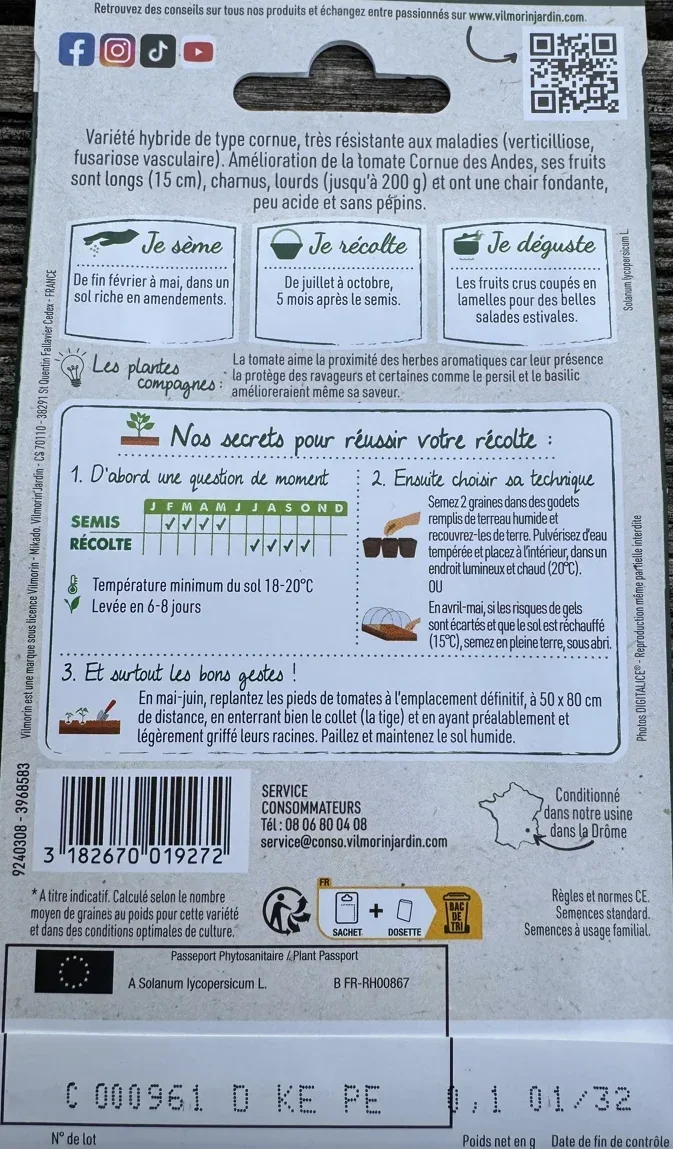 Retrouvez des conseils sur tous nos produits et échangez entre passionnés sur www.vilmorinjardin.com.
Variété hybride de type cornue, très résistante aux maladies (verticilliose,
fusariose vasculaire). Amélioration de la tomate Cornue des Andes, ses fruits
sont longs (15 cm), charnus, lourds (jusqu'à 200 g) et ont une chair fondante,
peu acide et sans pépins.
Je sème
De fin février à mai, dans un
sol riche en amendements.
Je récolte
De juillet à octobre,
5 mois après le semis.
Je déguste
Les fruits crus coupés en
lamelles pour des belles
salades estivales.
Solanum lycopersicum L.
Les plantes
compagnes :
La tomate aime la proximité des herbes aromatiques car leur présence
la protège des ravageurs et certaines comme le persil et le basilic
amélioreraient même sa saveur.
Nos secrets pour réussir votre récolte :
1. D'abord une question de moment
J F M A M J J A S O N D
SEMIS ✓ ✓ ✓ ✓
RÉCOLTE ✓ ✓ ✓ ✓
Température minimum du sol 18-20°C
Levée en 6-8 jours
2. Ensuite choisir sa technique
Semez 2 graines dans des godets
remplis de terreau humide et
recouvrez-les de terre. Pulvérisez d'eau
tempérée et placez à l'intérieur, dans un
endroit lumineux et chaud (20°C).
OU
En avril-mai, si les risques de gels
sont écartés et que le sol est réchauffé
(15°C), semez en pleine terre, sous abri.
3. Et surtout les bons gestes !
En mai-juin, replantez les pieds de tomates à l'emplacement définitif, à 50 x 80 cm
de distance, en enterrant bien le collet (la tige) et en ayant préalablement et
légèrement griffé leurs racines. Paillez et maintenez le sol humide.
Vilmorin est une marque sous licence Vilmorin - Mikado. Vilmorin Jardin - CS 70110 - 38291 St Quentin Fallavier Cedex - FRANCE
Photos DIGITALICE® - Reproduction même partielle interdite
9240308 - 3968583
3 182670 019272
SERVICE
CONSOMMATEURS
Tél : 08 06 80 04 08
service@conso.vilmorinjardin.com
Conditionné
dans notre usine
dans la Drôme
* A titre indicatif. Calculé selon le nombre
moyen de graines au poids pour cette variété
et dans des conditions optimales de culture.
FR
SACHET
+
DOSETTE
BAC
DE
TRI
Règles et normes CE.
Semences standard.
Semences à usage familial.
Passeport Phytosanitaire / Plant Passport
A Solanum lycopersicum L. B FR-RH00867
C 000961 D KE PE 0,1 01/32
N° de lot Poids net en g Date de fin de contrôle